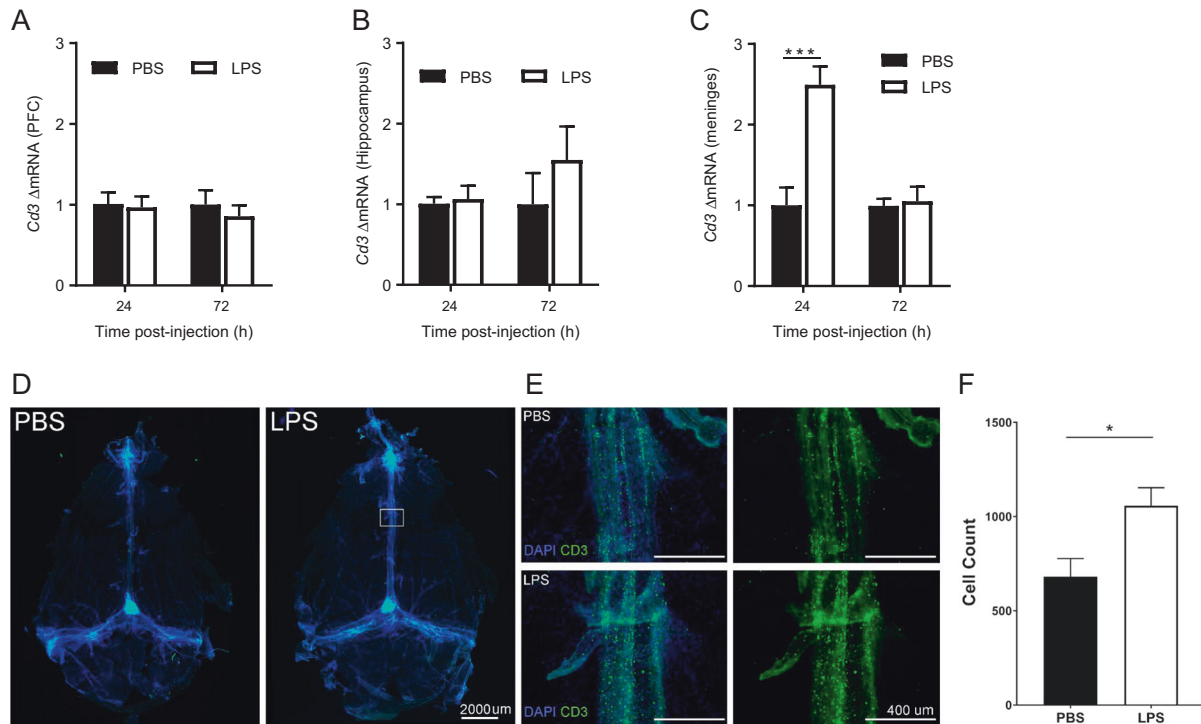 A
3
2
1
0
Cd3 ΔmRNA (PFC)
PBS
LPS
24
72
Time post-injection (h)
B
3
2
1
0
Cd3 ΔmRNA (Hippocampus)
PBS
LPS
24
72
Time post-injection (h)
C
3
2
1
0
Cd3 ΔmRNA (meninges)
***
PBS
LPS
24
72
Time post-injection (h)
D
PBS
LPS
2000um
E
PBS
DAPI CD3
LPS
DAPI CD3
400 um
F
1500
1000
500
0
Cell Count
*
PBS
LPS